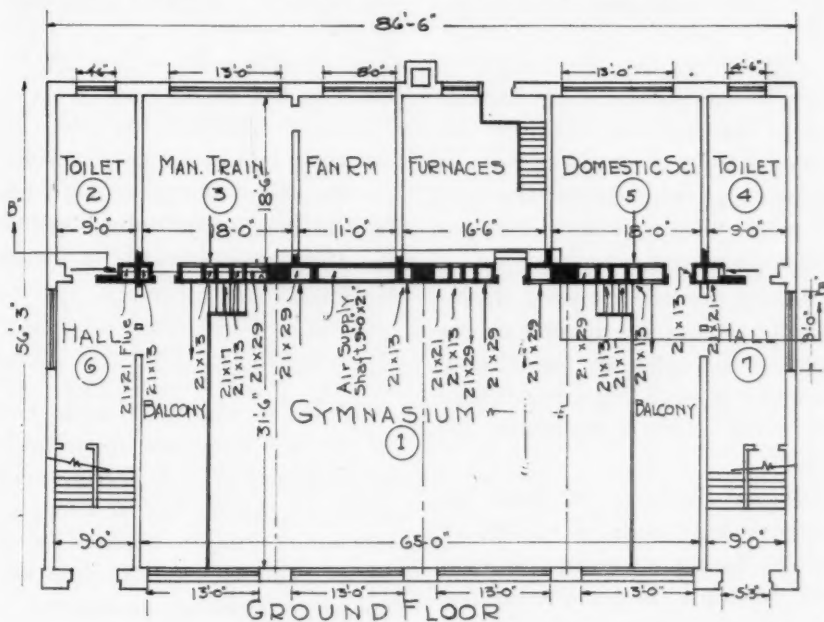 86'-6"
4'6" 13'-0" 8'-0" 13'-0" 4'-6"
TOILET MAN. TRAIN. FAN RM FURNACES DOMESTIC SCI TOILET
2 3 5 4
18'-6"
9'-0" 18'-0" 11'-0" 16'-6" 18'-0" 9'-0"
"B" "B"
56'-3"
HALL
6
21x21 Flue
21x13
21x13
21x17
21x13
21x29
21x29
Air Supply
Shaft 9-0x21"
21x13
21x21
21x13
21x29
21x29
21x29
21x29
21x13
21x17
21x13
21x13
21x21
HALL
7
BALCONY GYMNASIUM BALCONY
1
31'-6"
9'-0" 65'-0" 9'-0"
13'-0" 13'-0" 13'-0" 13'-0" 5'3"
GROUND FLOOR